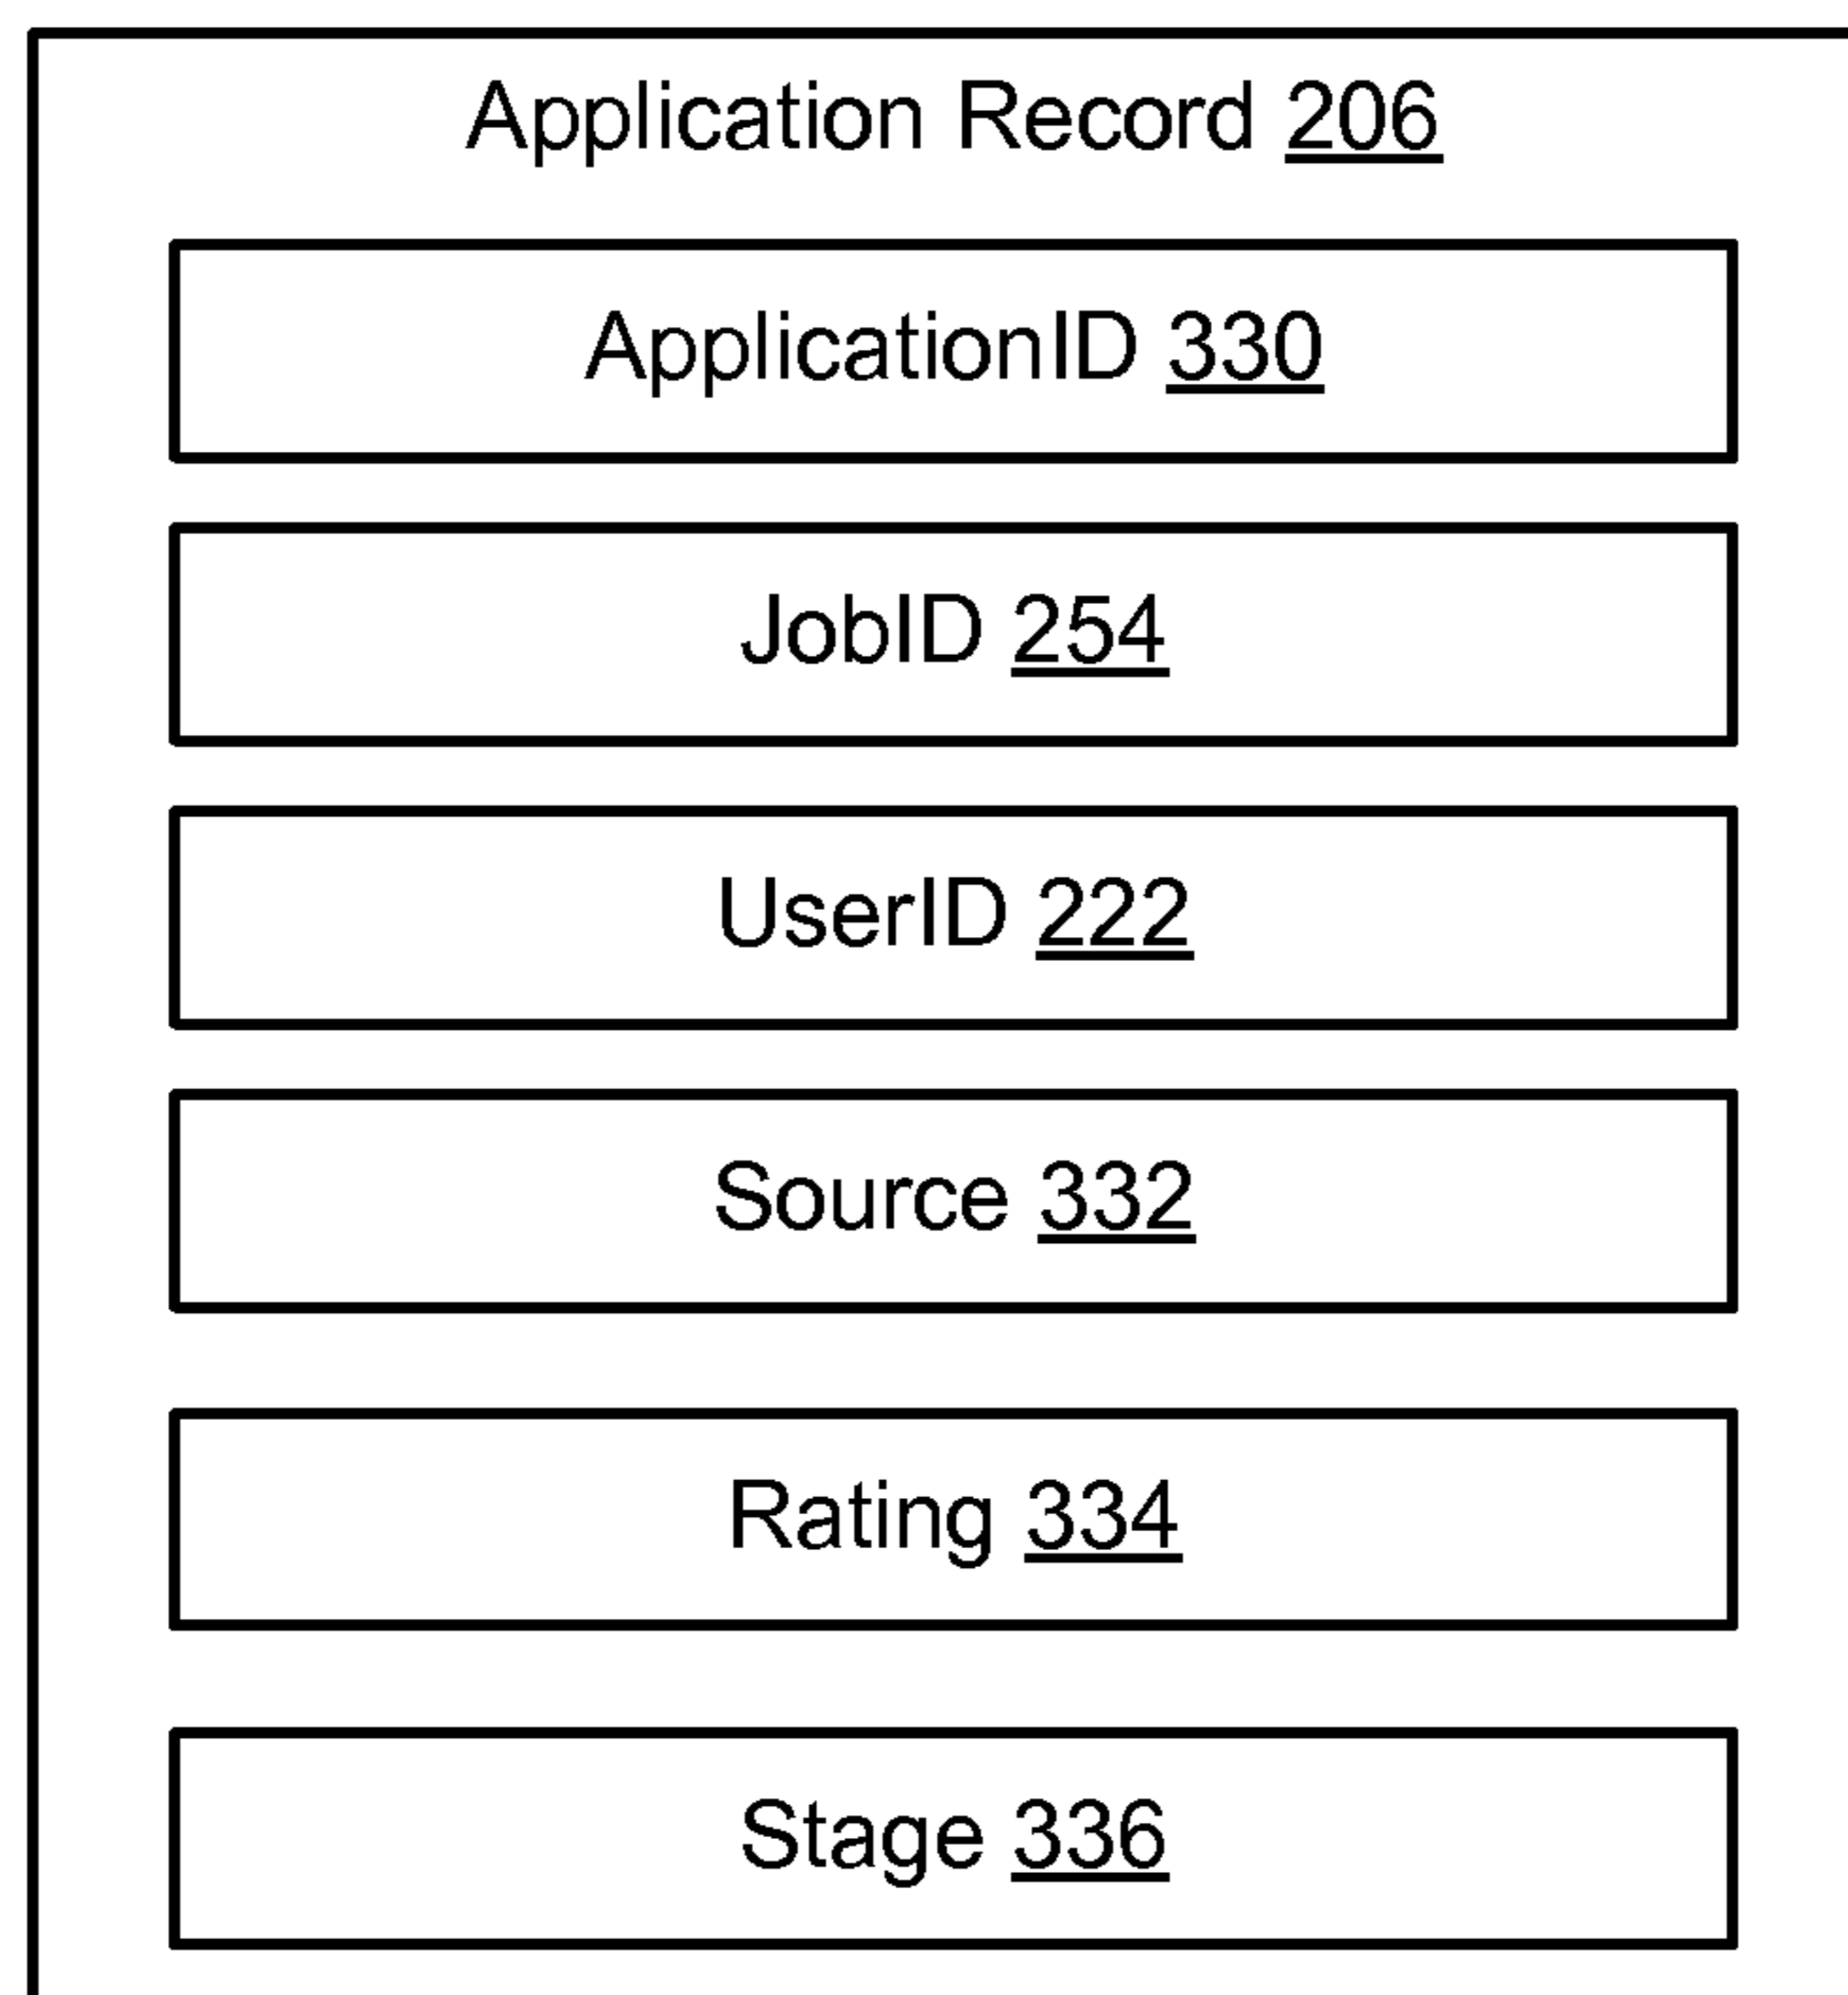 Application Record 206
ApplicationID 330
JobID 254
UserID 222
Source 332
Rating 334
Stage 336